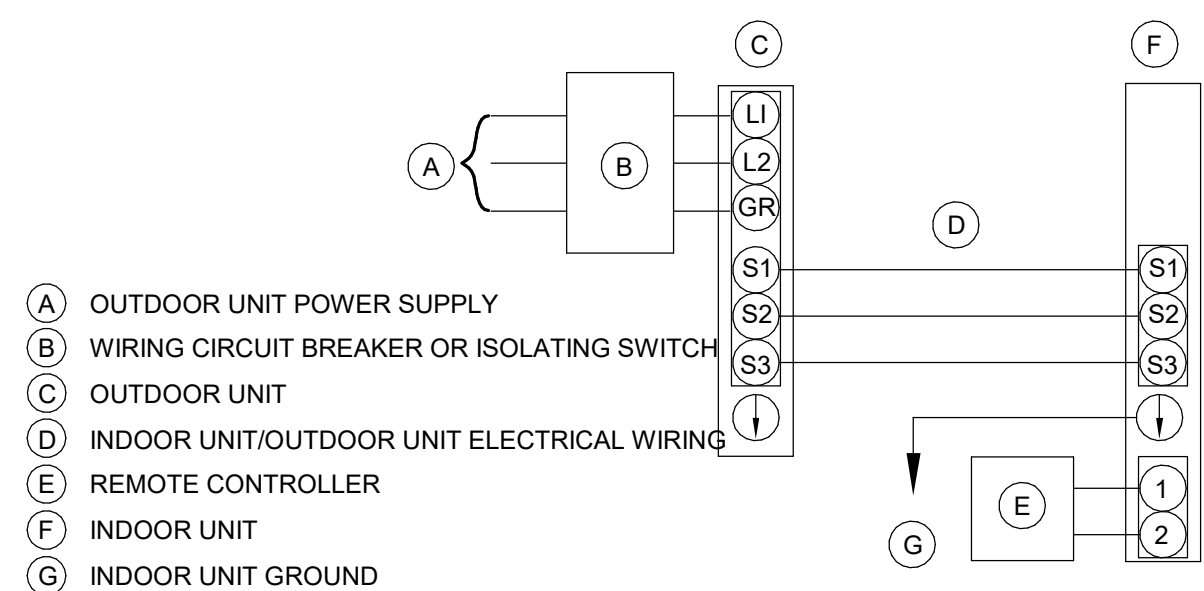 C
F
LI
A
B
L2
GR
D
S1
S1
A OUTDOOR UNIT POWER SUPPLY
S2
S2
B WIRING CIRCUIT BREAKER OR ISOLATING SWITCH
S3
S3
C OUTDOOR UNIT
D INDOOR UNIT/OUTDOOR UNIT ELECTRICAL WIRING
E REMOTE CONTROLLER
1
E
F INDOOR UNIT
2
G
G INDOOR UNIT GROUND